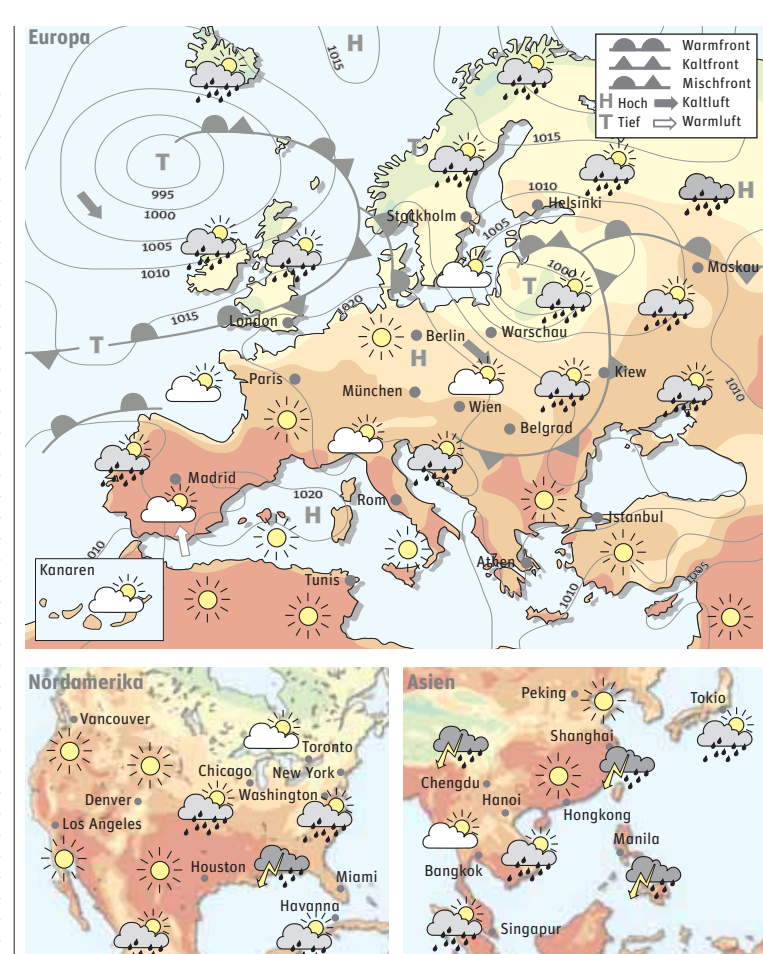 Europa
H
1015
Warmfront
Kaltfront
Mischfront
H Hoch Kaltluft
T Tief Warmluft
T
995
1000
1005
1010
1015
T
T
1015
1010
1005
H
Stockholm
Helsinki
1000
T
Moskau
1020
London
Berlin
Warschau
H
Paris
München
Kiew
Wien
Belgrad
1010
Madrid
1020
H
Rom
Istanbul
Athen
1010
1005
010
Tunis
Kanaren
Nordamerika
Vancouver
Toronto
Chicago
New York
Denver
Washington
Los Angeles
Houston
Miami
Havanna
Asien
Peking
Tokio
Shanghai
Chengdu
Hanoi
Hongkong
Manila
Bangkok
Singapur